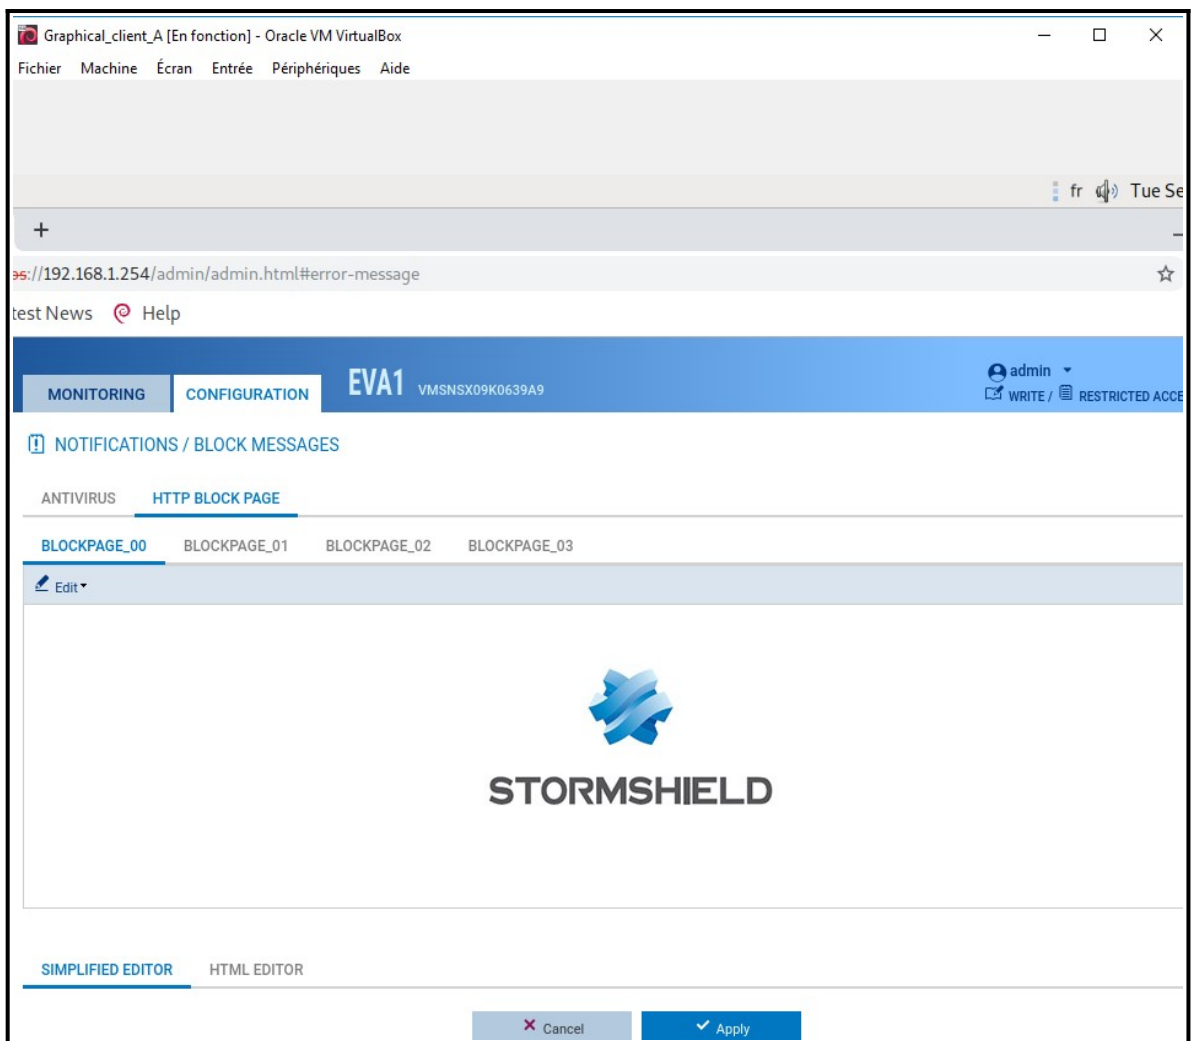 Graphical_client_A [En fonction] - Oracle VM VirtualBox
Fichier Machine Écran Entrée Périphériques Aide
fr Tue Se
+
ps://192.168.1.254/admin/admin.html#error-message
test News Help
MONITORING CONFIGURATION EVA1 VMSNSX09K0639A9 admin
WRITE / RESTRICTED ACCE
NOTIFICATIONS / BLOCK MESSAGES
ANTIVIRUS HTTP BLOCK PAGE
BLOCKPAGE_00 BLOCKPAGE_01 BLOCKPAGE_02 BLOCKPAGE_03
Edit
STORMSHIELD
SIMPLIFIED EDITOR HTML EDITOR
Cancel Apply